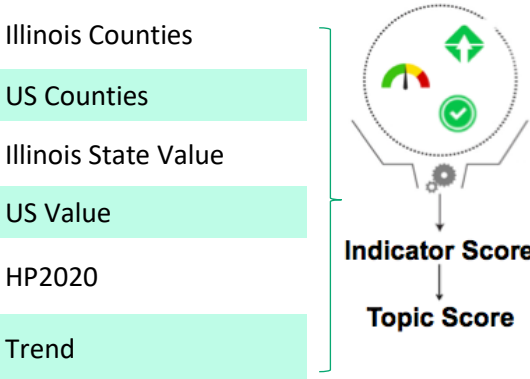 Illinois Counties
US Counties
Illinois State Value
US Value
HP2020
Trend
Indicator Score
Topic Score